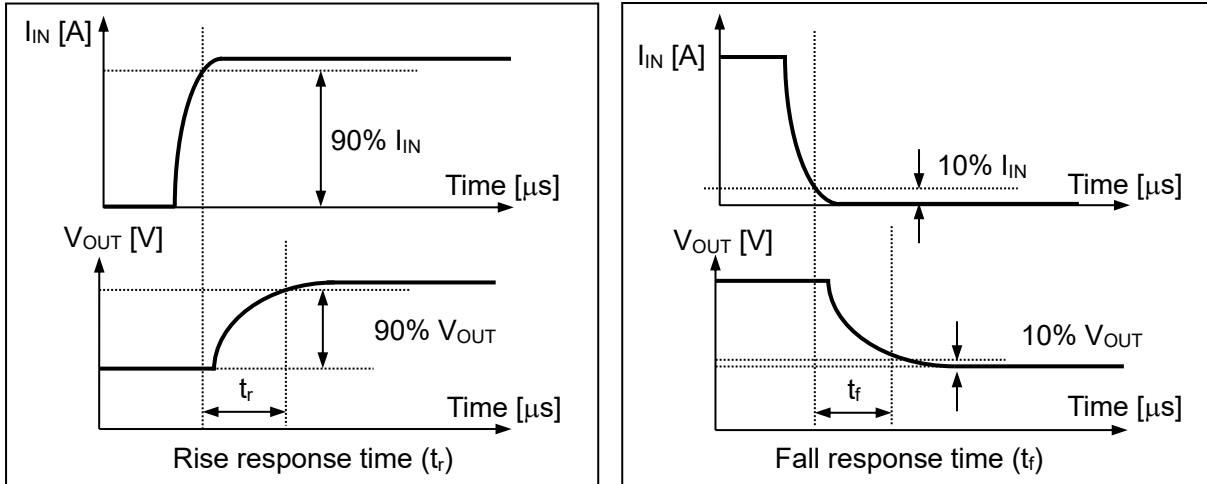 I_IN [A]
90% I_IN
Time [μs]
V_OUT [V]
90% V_OUT
t_r
Time [μs]
Rise response time (t_r)
I_IN [A]
10% I_IN
Time [μs]
V_OUT [V]
10% V_OUT
t_f
Time [μs]
Fall response time (t_f)